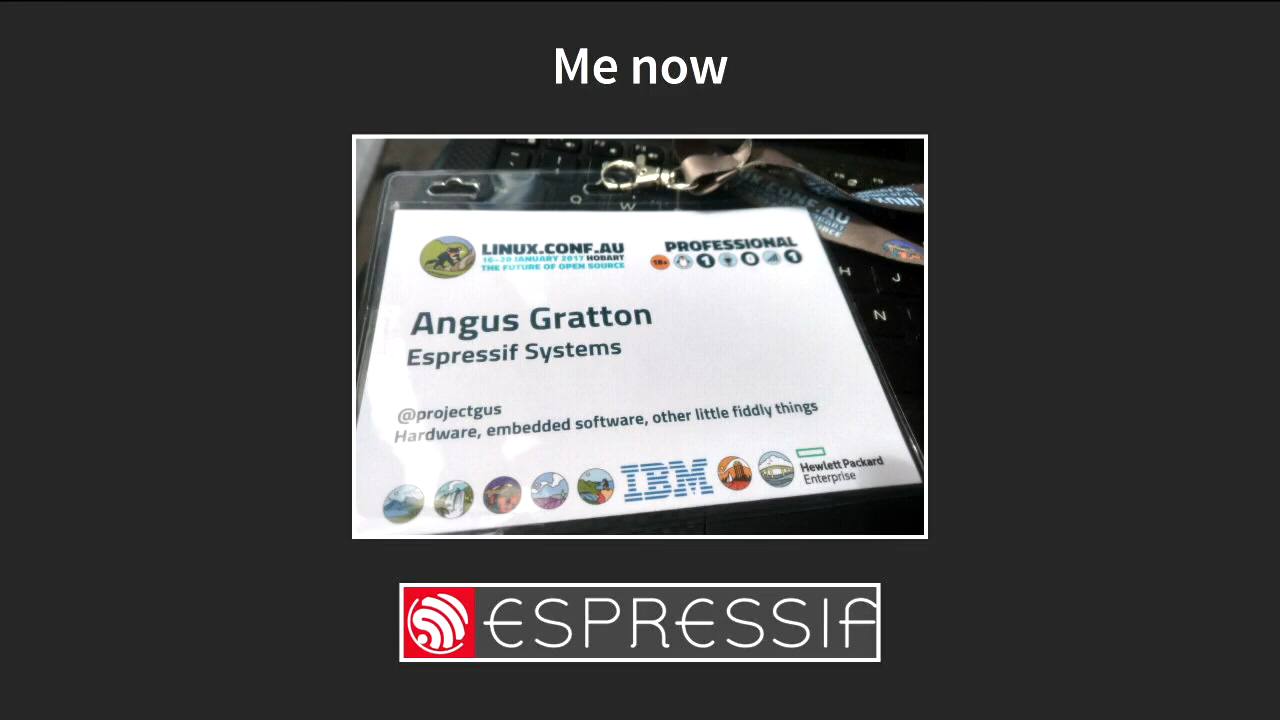 Me now
LINUX.CONF.AU
16-20 JANUARY 2017 HOBART
THE FUTURE OF OPEN SOURCE
PROFESSIONAL
18+
Angus Gratton
Espressif Systems
@projectgus
Hardware, embedded software, other little fiddly things
IBM
Hewlett Packard
Enterprise
Q W
H J
N
ESPRESSIF